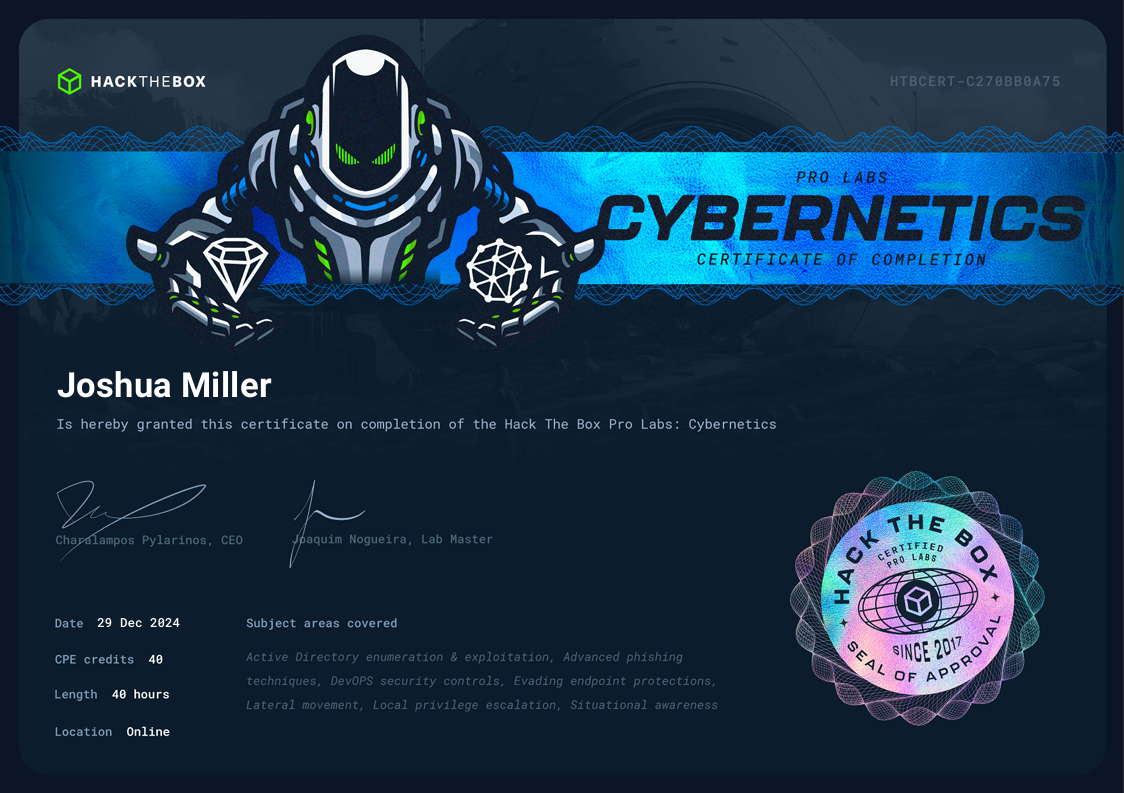 HACKTHEBOX
HTBCERT-C270BB0A75
PRO LABS
CYBERNETICS
CERTIFICATE OF COMPLETION
Joshua Miller
Is hereby granted this certificate on completion of the Hack The Box Pro Labs: Cybernetics
Charalampos Pylarinos, CEO
Joaquim Nogueira, Lab Master
Date 29 Dec 2024
CPE credits 40
Length 40 hours
Location Online
Subject areas covered
Active Directory enumeration & exploitation, Advanced phishing
techniques, DevOPS security controls, Evading endpoint protections,
Lateral movement, Local privilege escalation, Situational awareness
HACK THE BOX
CERTIFIED
PRO LABS
SINCE 2017
SEAL OF APPROVAL